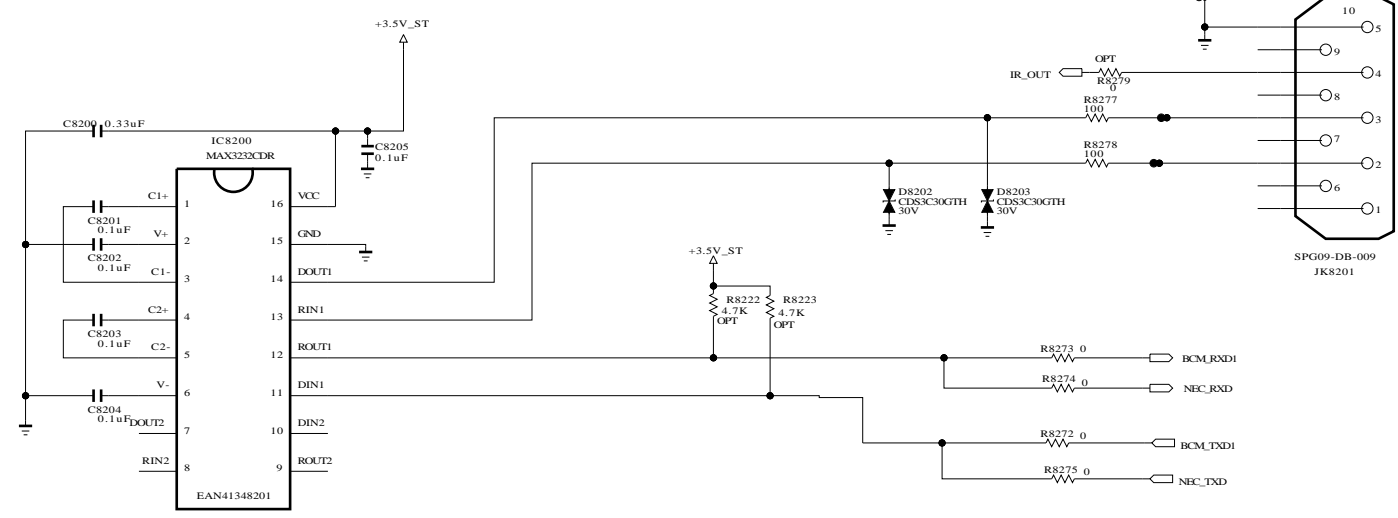 +3.5V_ST
10
5
9
OPT
IR_OUT
R8279
0
4
8
R8277
100
3
C8200 0.33uF
IC8200
MAX3232CDR
C8205
0.1uF
7
R8278
100
2
C1+
1
16
VCC
C8201
0.1uF
D8202
CDS3C30GTH
30V
D8203
CDS3C30GTH
30V
6
1
V+
2
15
GND
C8202
0.1uF
+3.5V_ST
SPG09-DB-009
JK8201
C1-
3
14
DOUT1
C2+
4
13
RIN1
R8222
4.7K
OPT
R8223
4.7K
OPT
C8203
0.1uF
C2-
5
12
ROUT1
R8273 0
BCM_RXD1
V-
6
11
DIN1
R8274 0
NEC_RXD
C8204
0.1uF
DOUT2
7
10
DIN2
R8272 0
BCM_TXD1
RIN2
8
9
ROUT2
R8275 0
NEC_TXD
EAN41348201